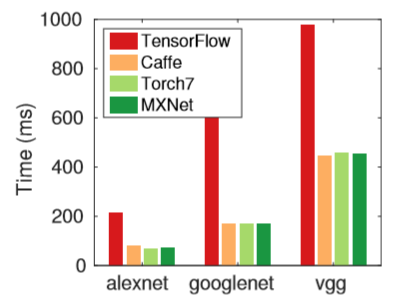 1000
800
600
400
200
0
Time (ms)
TensorFlow
Caffe
Torch7
MXNet
alexnet googlenet vgg